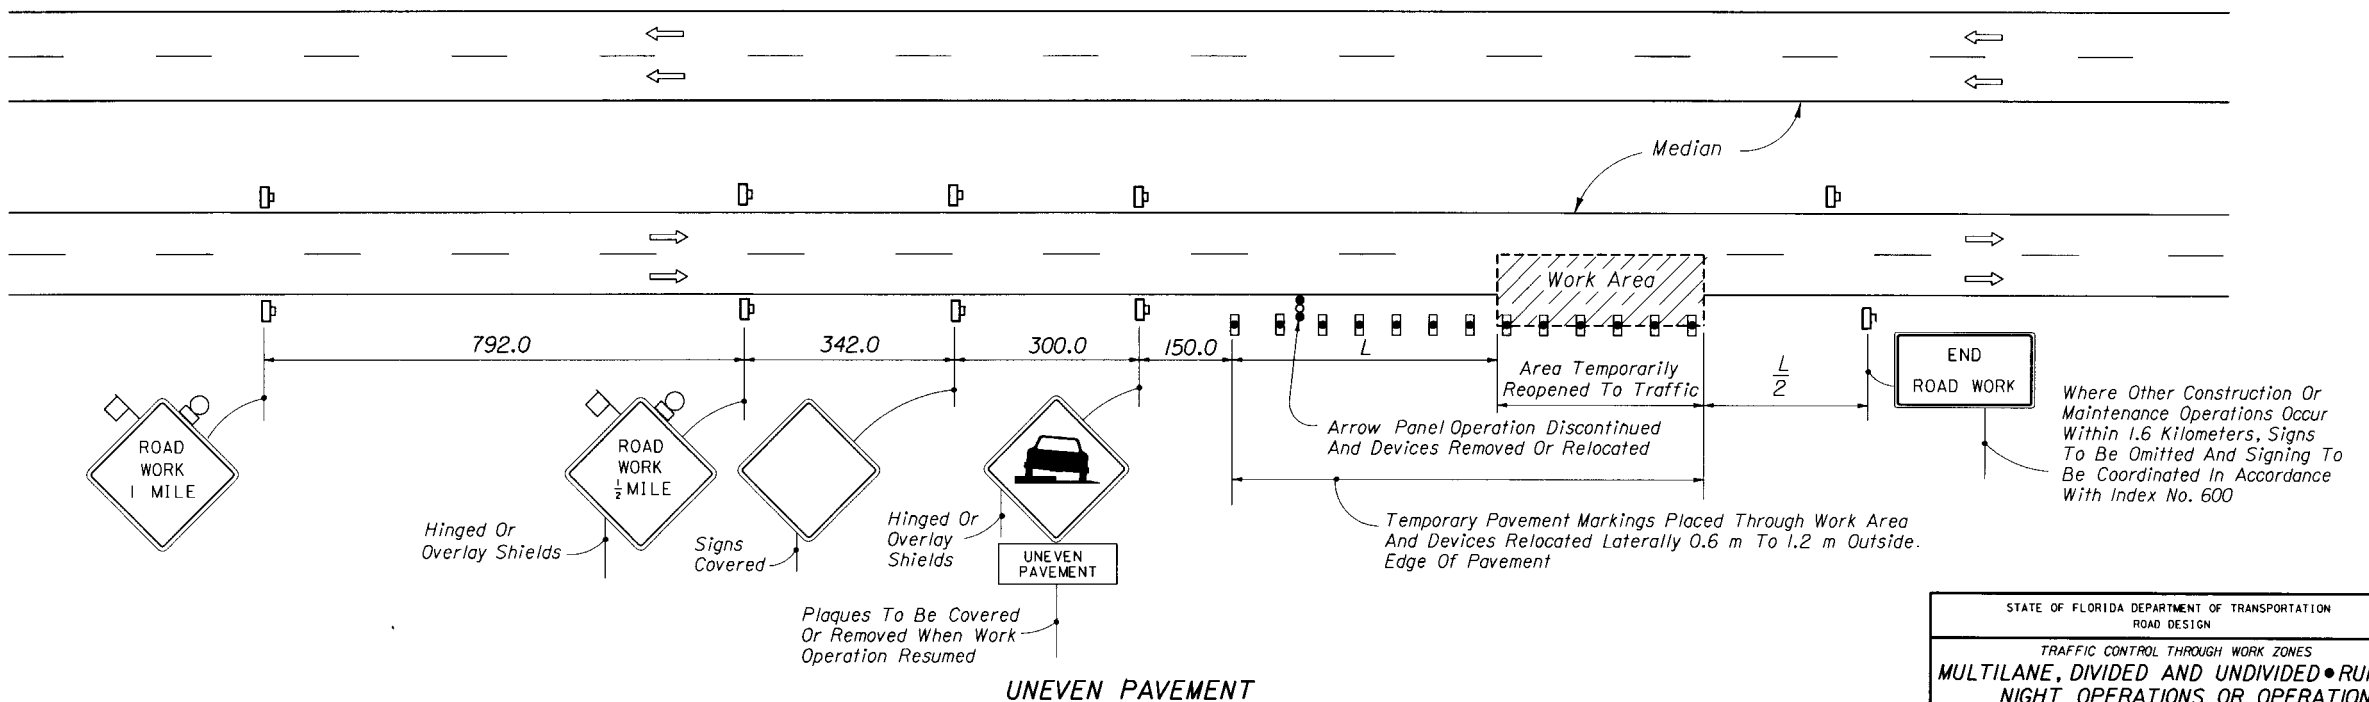 Median
Work Area
792.0
342.0
300.0
150.0
L
Area Temporarily
Reopened To Traffic
L
2
END
ROAD WORK
Where Other Construction Or
Maintenance Operations Occur
Within 1.6 Kilometers, Signs
To Be Omitted And Signing To
Be Coordinated In Accordance
With Index No. 600
Arrow Panel Operation Discontinued
And Devices Removed Or Relocated
ROAD
WORK
1 MILE
ROAD
WORK
1/2 MILE
Hinged Or
Overlay Shields
Signs
Covered
Hinged Or
Overlay
Shields
UNEVEN
PAVEMENT
Temporary Pavement Markings Placed Through Work Area
And Devices Relocated Laterally 0.6 m To 1.2 m Outside.
Edge Of Pavement
Plaques To Be Covered
Or Removed When Work
Operation Resumed
UNEVEN PAVEMENT
STATE OF FLORIDA DEPARTMENT OF TRANSPORTATION
ROAD DESIGN
TRAFFIC CONTROL THROUGH WORK ZONES
MULTILANE, DIVIDED AND UNDIVIDED •
NIGHT OPERATIONS OR